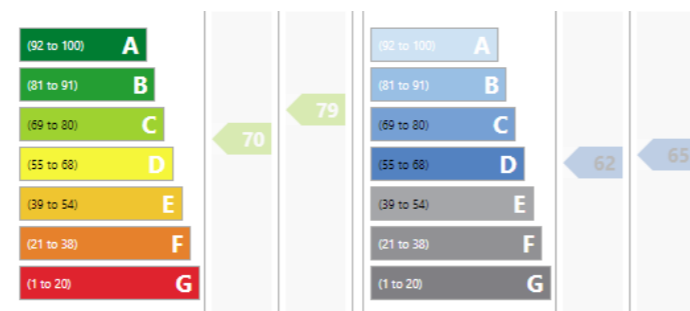 (92 to 100) A
(81 to 91) B
(69 to 80) C
(55 to 68) D
(39 to 54) E
(21 to 38) F
(1 to 20) G
70
79
(92 to 100) A
(81 to 91) B
(69 to 80) C
(55 to 68) D
(39 to 54) E
(21 to 38) F
(1 to 20) G
62
65